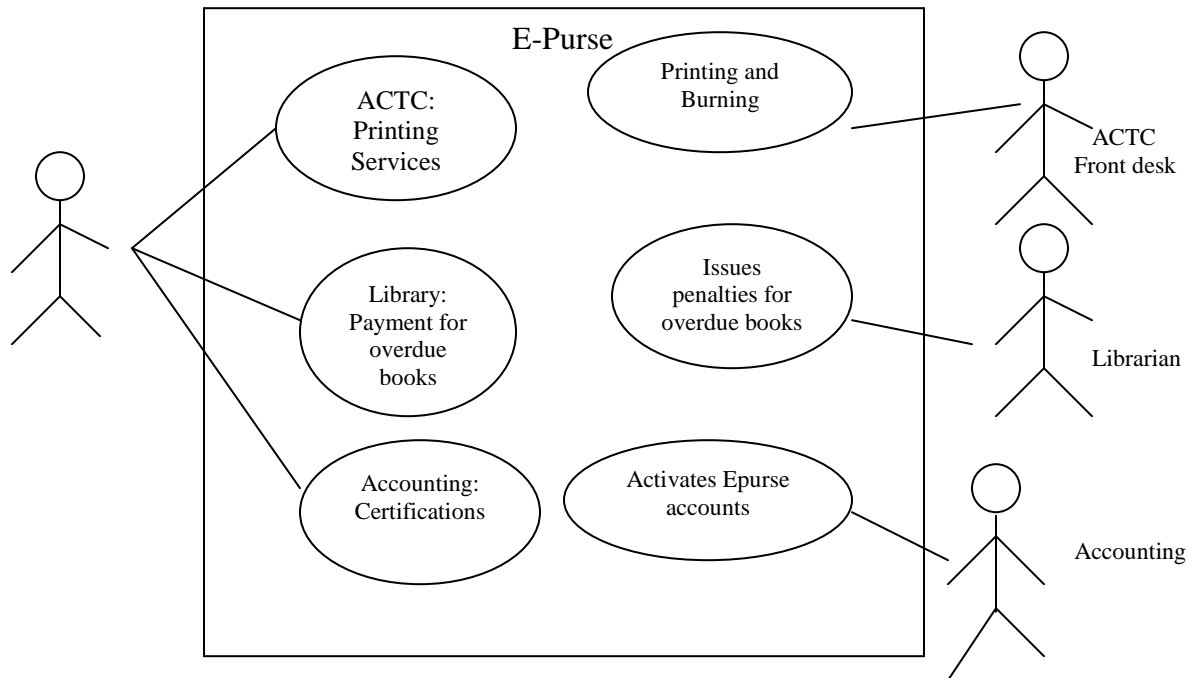 E-Purse
ACTC:
Printing
Services
Printing and
Burning
ACTC
Front desk
Library:
Payment for
overdue
books
Issues
penalties for
overdue books
Librarian
Accounting:
Certifications
Activates Epurse
accounts
Accounting